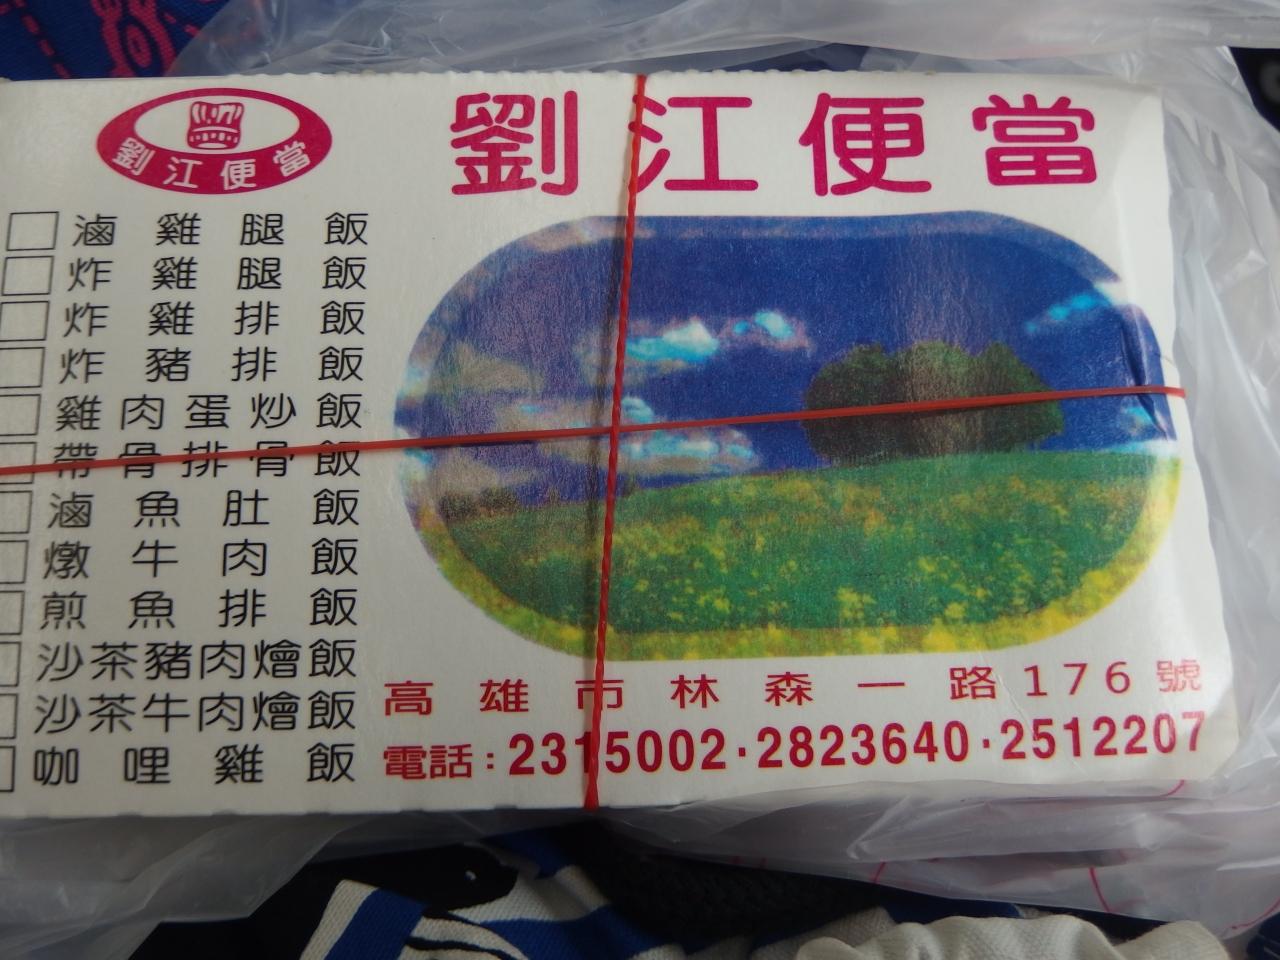 劉江便當
劉江便當
滷雞腿飯
炸雞腿飯
炸雞排飯
炸豬排飯
雞肉蛋炒飯
帶骨排骨飯
滷魚肚飯
燉牛肉飯
煎魚排飯
沙茶豬肉燴飯
沙茶牛肉燴飯
咖哩雞飯
高雄市林森一路176號
電話:2315002·2823640·2512207